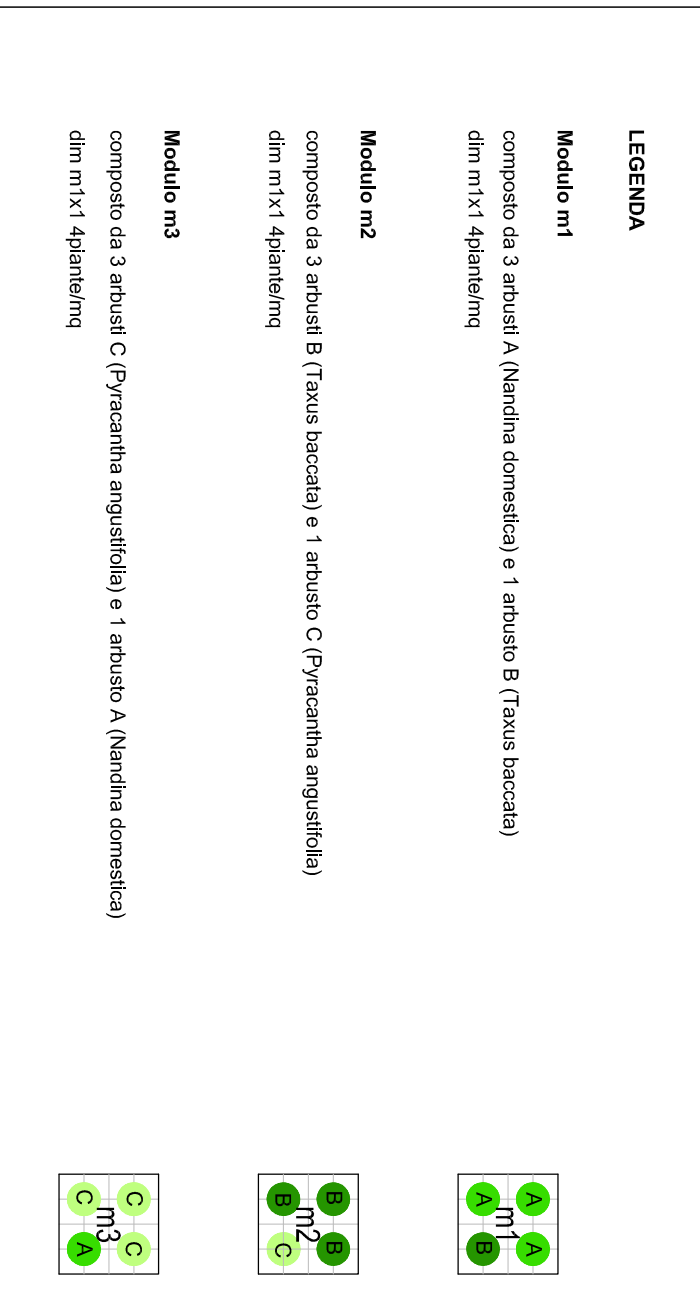 LEGENDA
Modulo m1
composto da 3 arbusti A (Nandina domestica) e 1 arbusto B (Taxus baccata)
dim m1x1 4piante/mq
A A
m1
A B
Modulo m2
composto da 3 arbusti B (Taxus baccata) e 1 arbusto C (Pyracantha angustifolia)
dim m1x1 4piante/mq
B B
m2
B C
Modulo m3
composto da 3 arbusti C (Pyracantha angustifolia) e 1 arbusto A (Nandina domestica)
dim m1x1 4piante/mq
C C
m3
C A